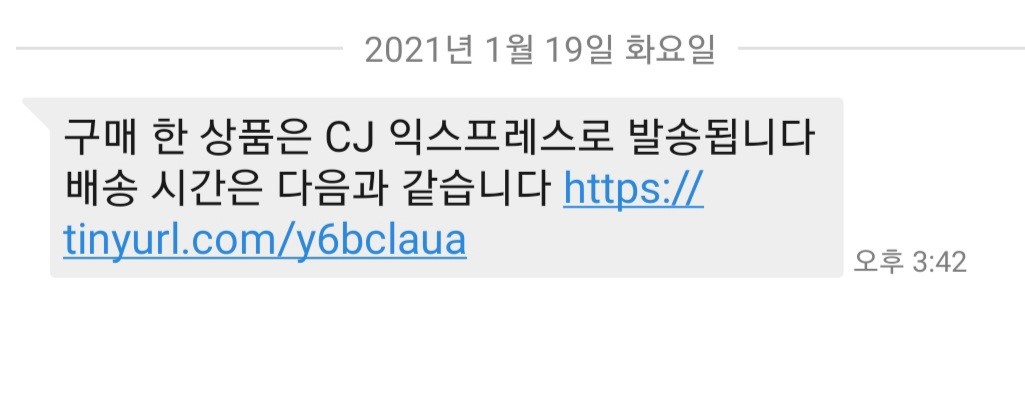 2021년 1월 19일 화요일
구매 한 상품은 CJ 익스프레스로 발송됩니다
배송 시간은 다음과 같습니다 https://
tinyurl.com/y6bclaua
오후 3:42